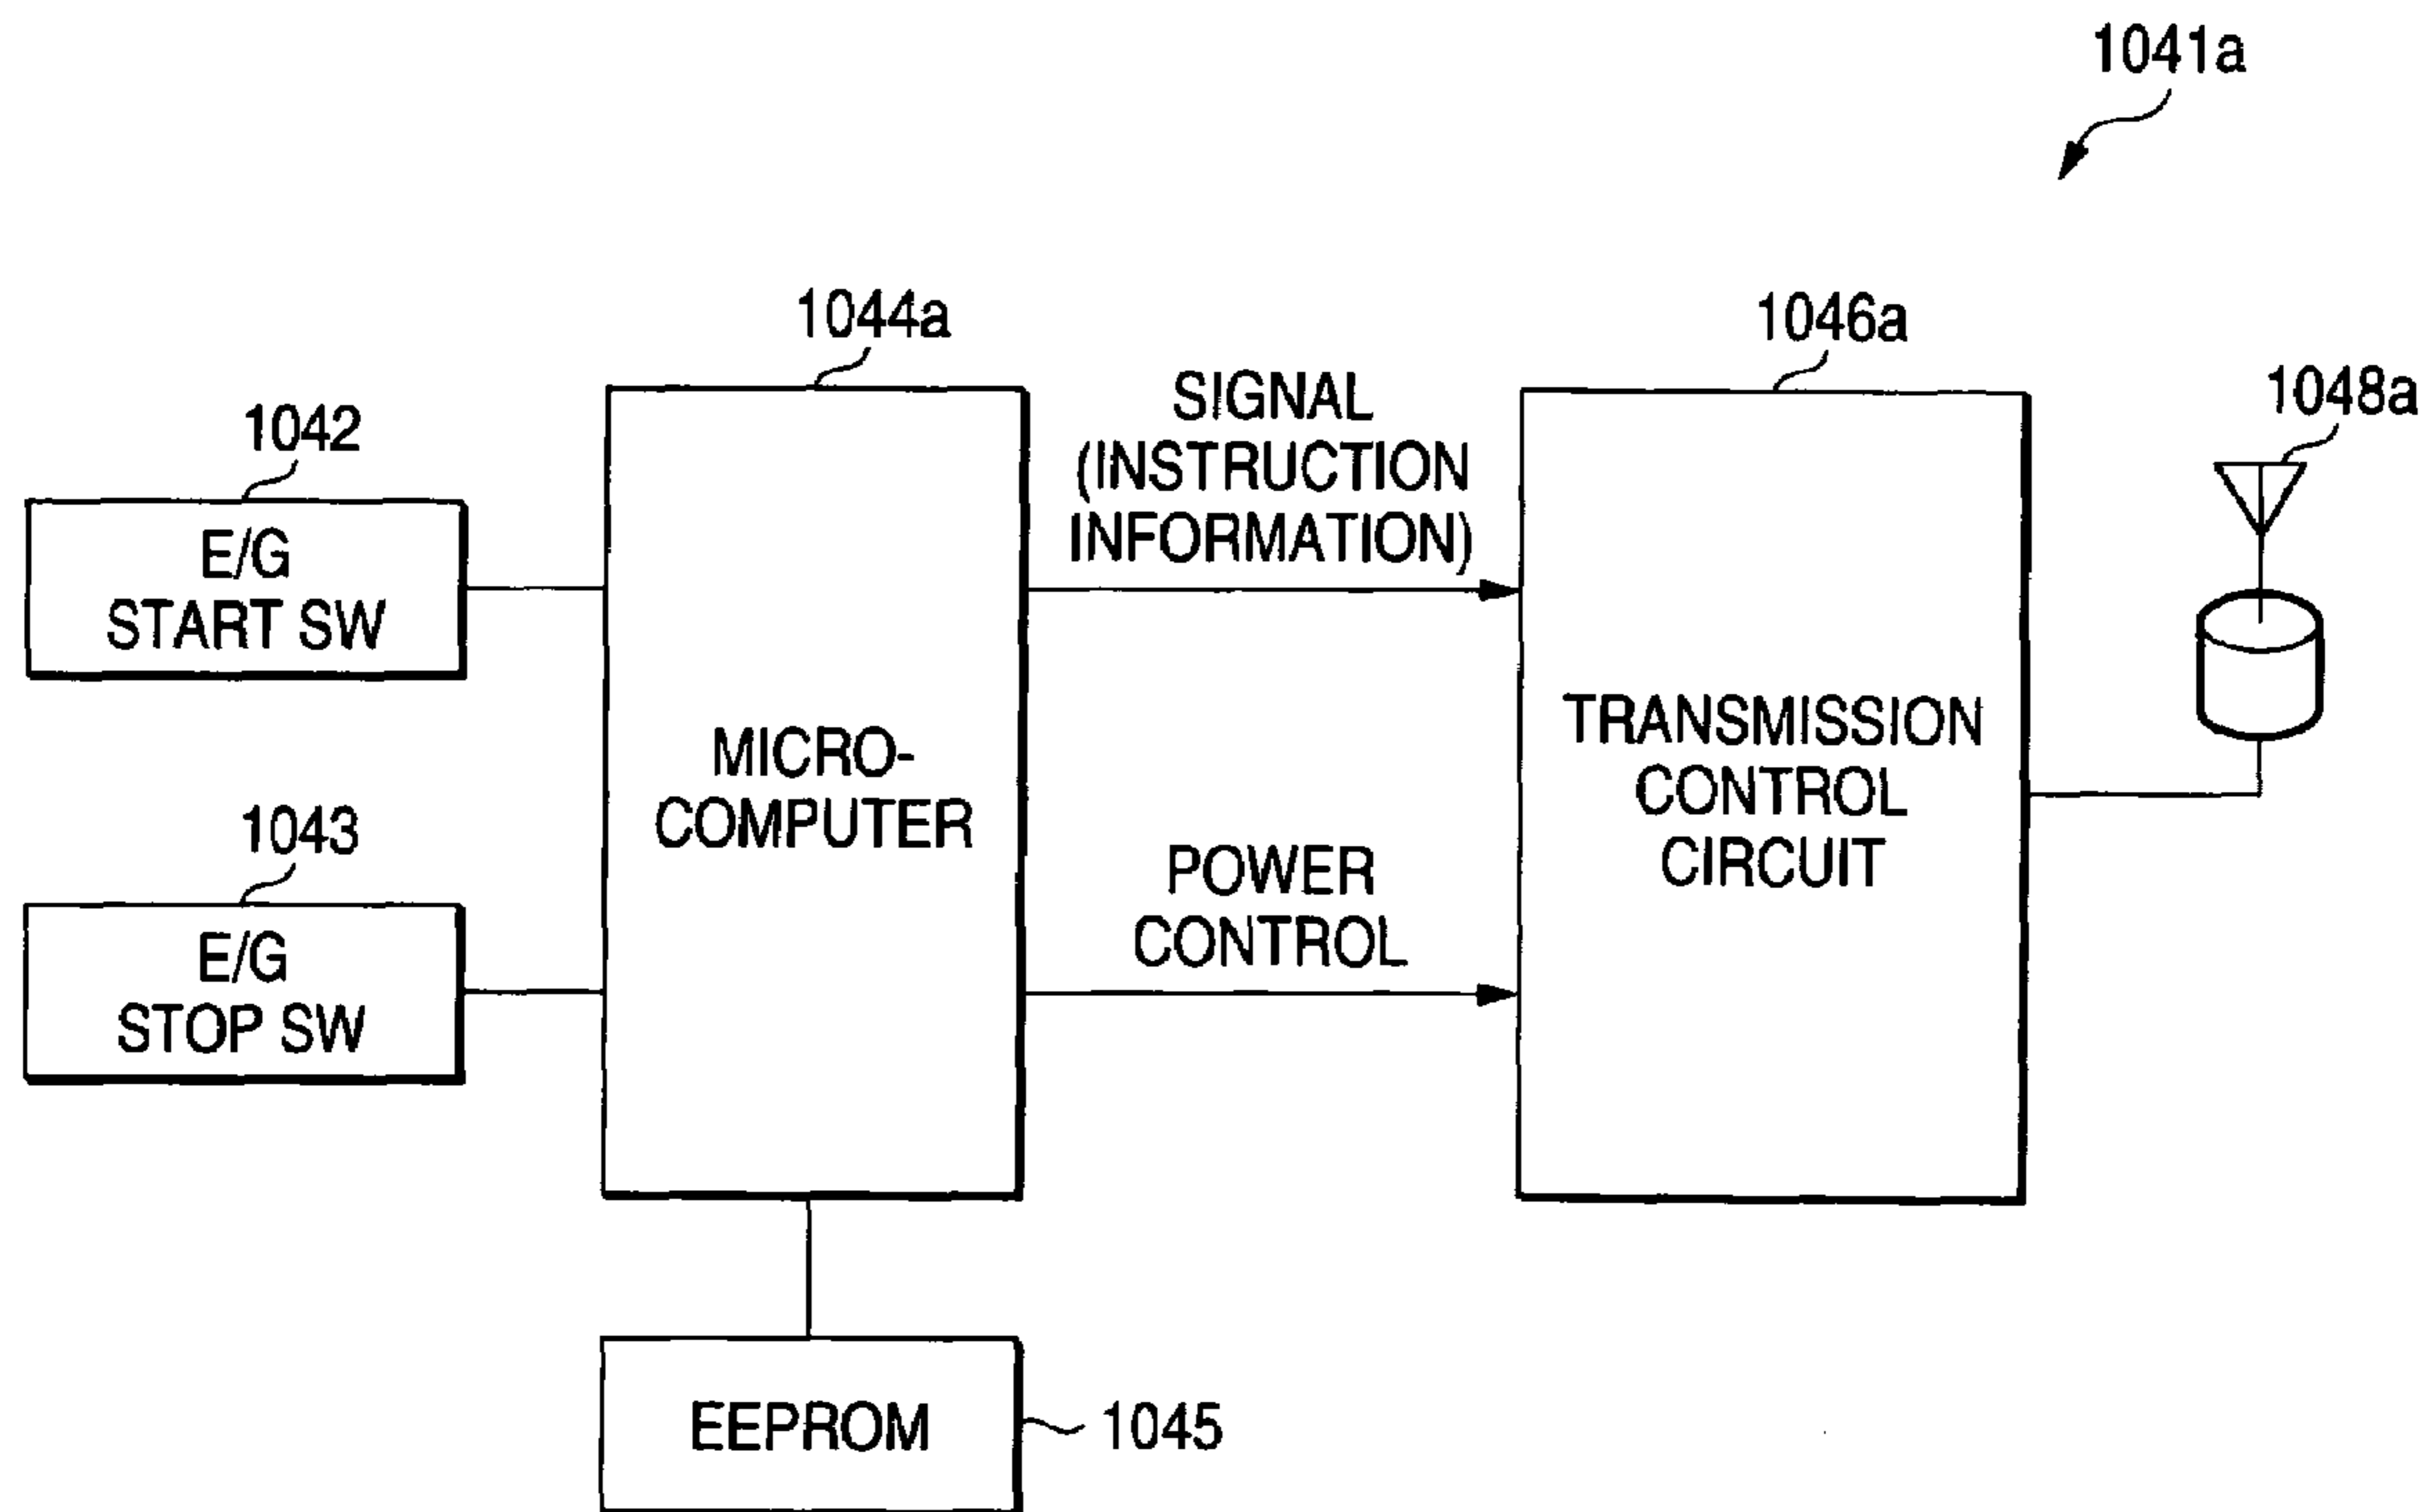 1041a
1044a
1046a
1048a
1042
E/G
START SW
SIGNAL
(INSTRUCTION
INFORMATION)
MICRO-
COMPUTER
TRANSMISSION
CONTROL
CIRCUIT
1043
E/G
STOP SW
POWER
CONTROL
EEPROM
1045